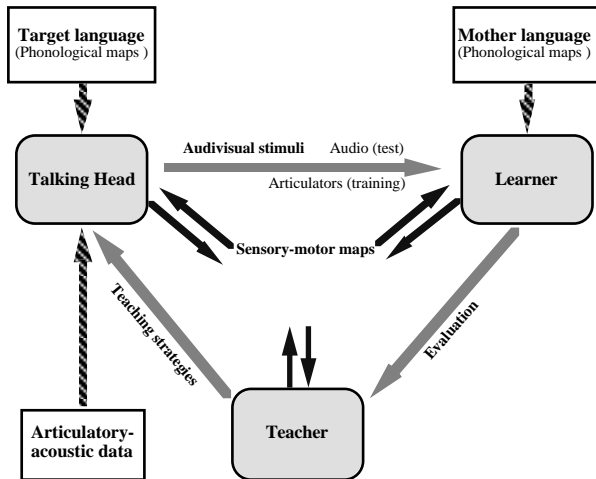 Target language
(Phonological maps )
Mother language
(Phonological maps )
Audivisual stimuli Audio (test)
Talking Head
Articulators (training)
Learner
Sensory-motor maps
Teaching strategies
Evaluation
Teacher
Articulatory-
acoustic data